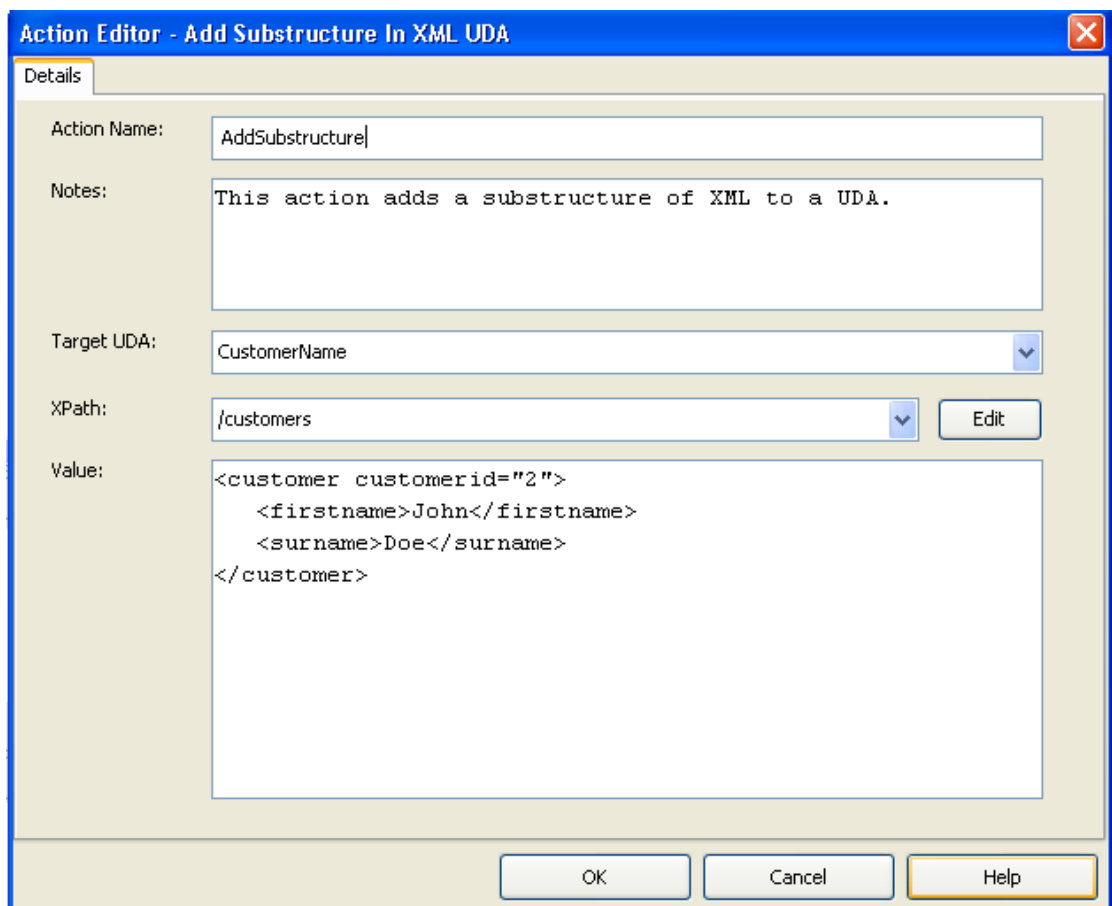 Action Editor - Add Substructure In XML UDA
Details
Action Name:
AddSubstructure
Notes:
This action adds a substructure of XML to a UDA.
Target UDA:
CustomerName
XPath:
/customers
Edit
Value:
<customer customerid="2">
   <firstname>John</firstname>
   <surname>Doe</surname>
</customer>
OK
Cancel
Help